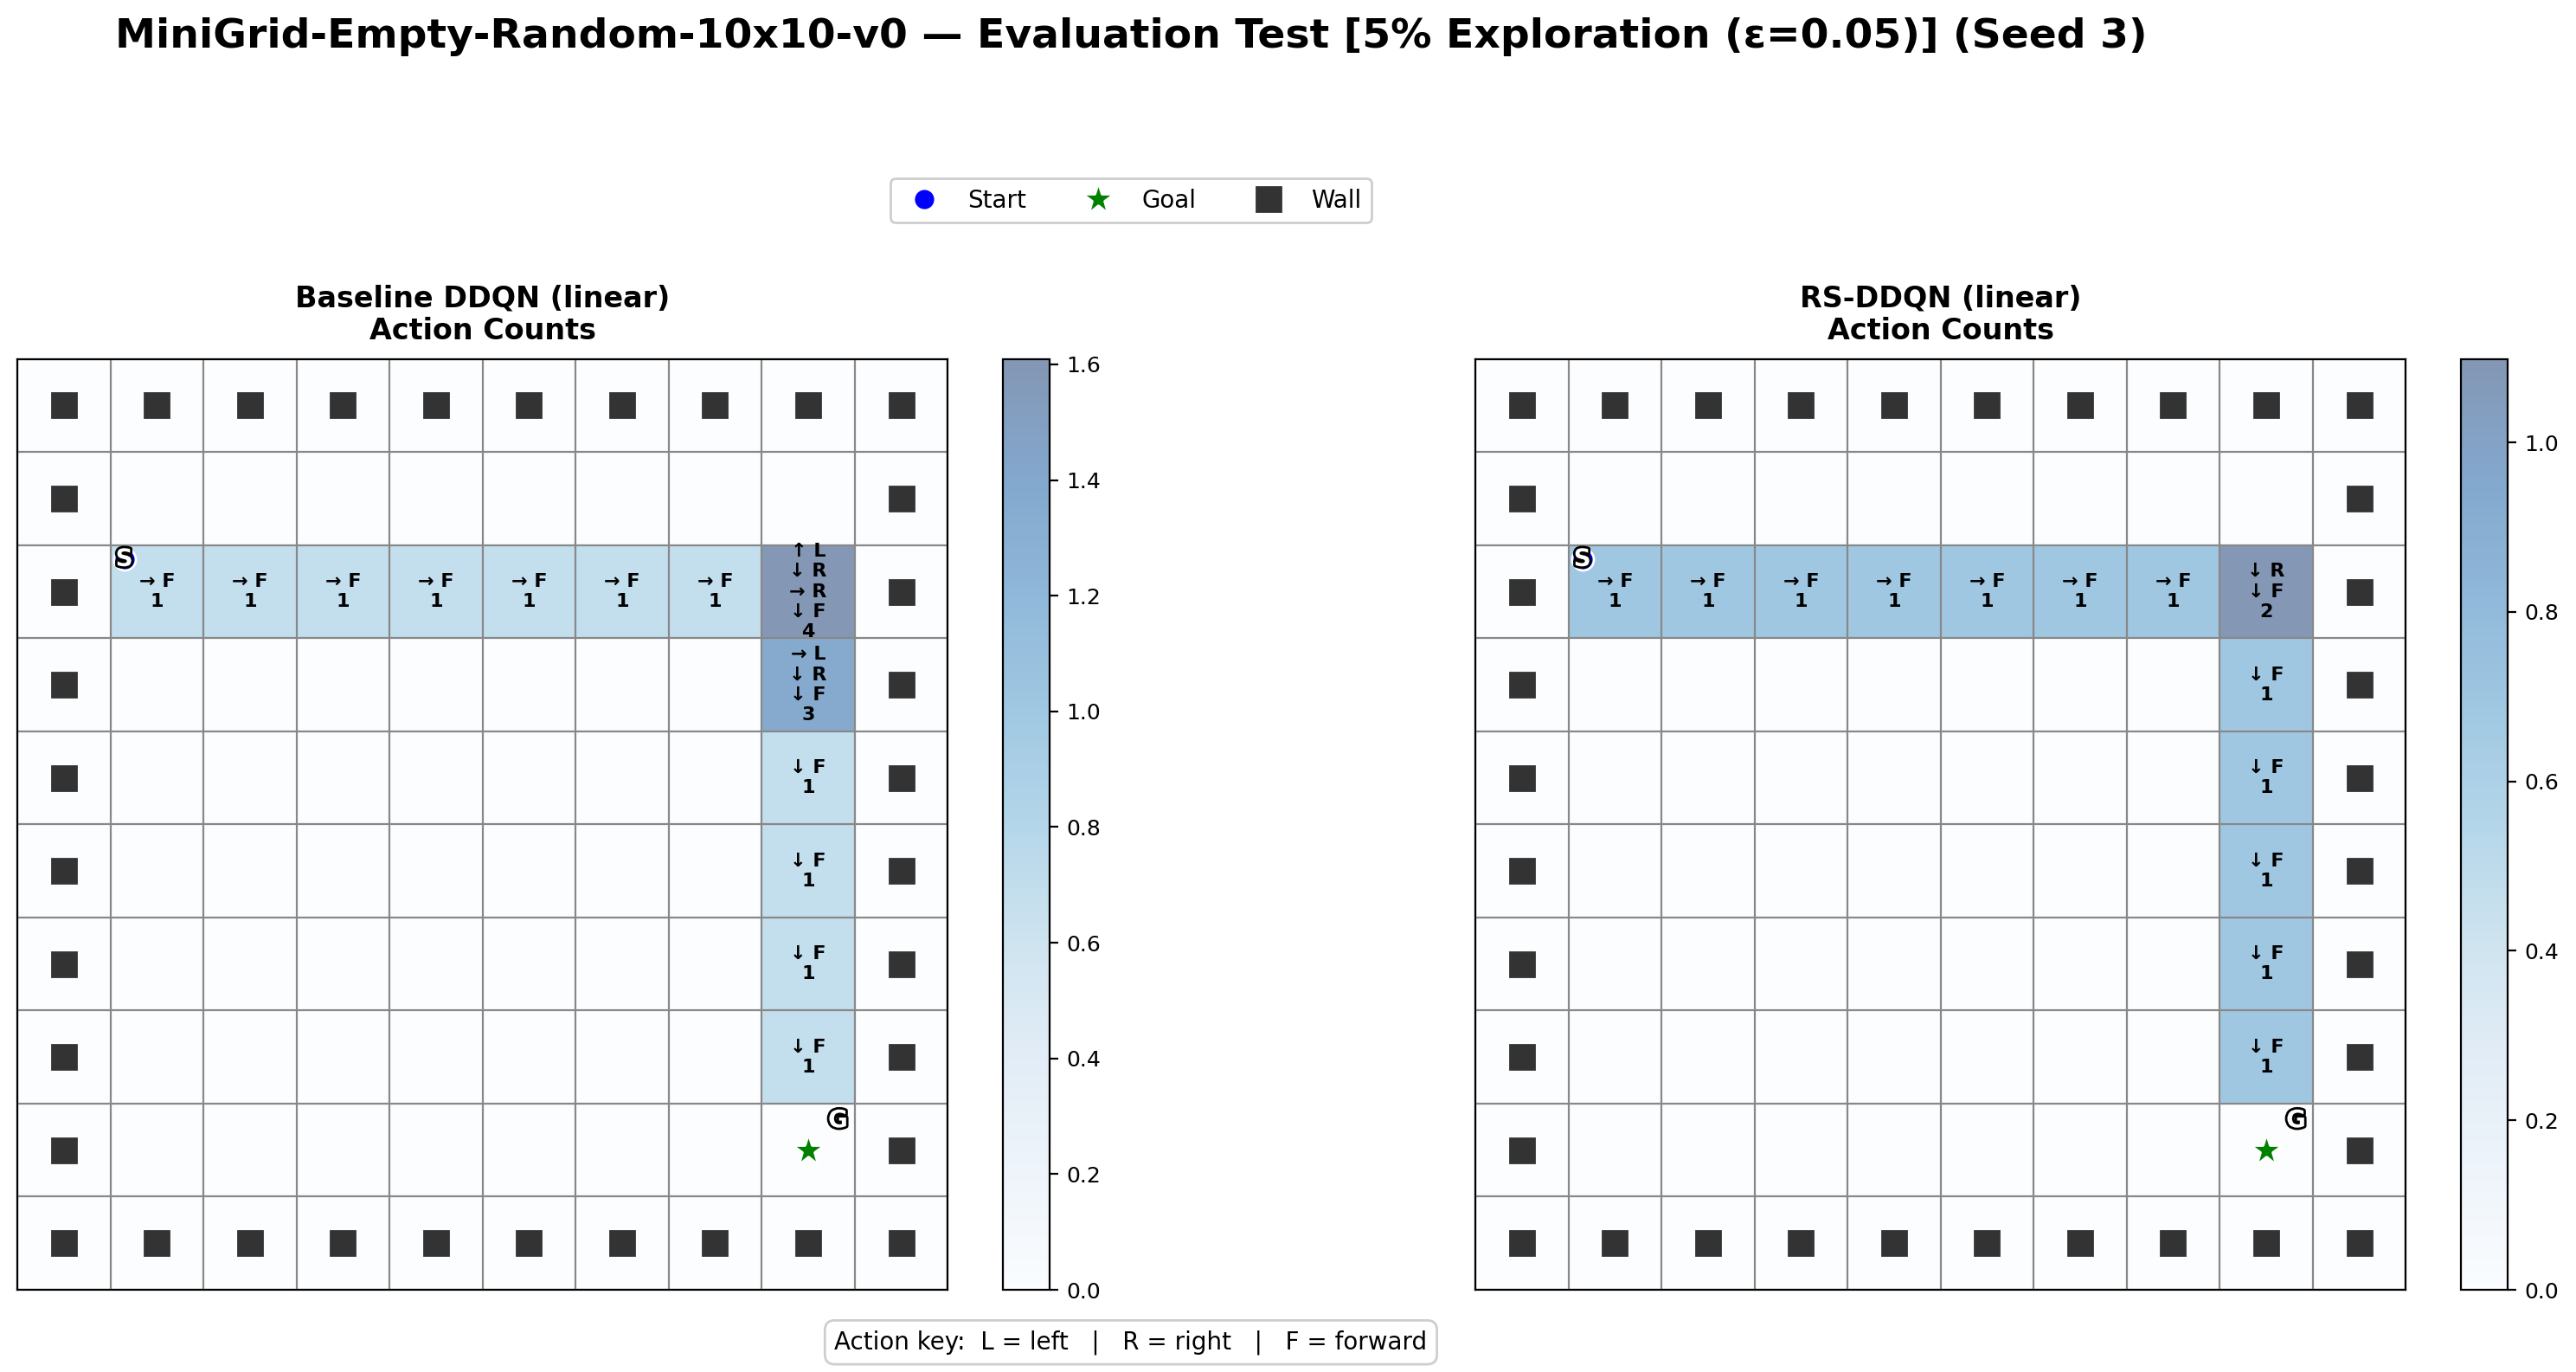 MiniGrid-Empty-Random-10x10-v0 — Evaluation Test [5% Exploration (ε=0.05)] (Seed 3)
Start Goal Wall
Baseline DDQN (linear)
Action Counts
S
→ F
1
→ F
1
→ F
1
→ F
1
→ F
1
→ F
1
→ F
1
↑ L
↓ R
→ R
↓ F
4
→ L
↓ R
↓ F
3
↓ F
1
↓ F
1
↓ F
1
↓ F
1
G
1.6
1.4
1.2
1.0
0.8
0.6
0.4
0.2
0.0
RS-DDQN (linear)
Action Counts
S
→ F
1
→ F
1
→ F
1
→ F
1
→ F
1
→ F
1
→ F
1
↓ R
↓ F
2
↓ F
1
↓ F
1
↓ F
1
↓ F
1
↓ F
1
G
1.0
0.8
0.6
0.4
0.2
0.0
Action key: L = left | R = right | F = forward